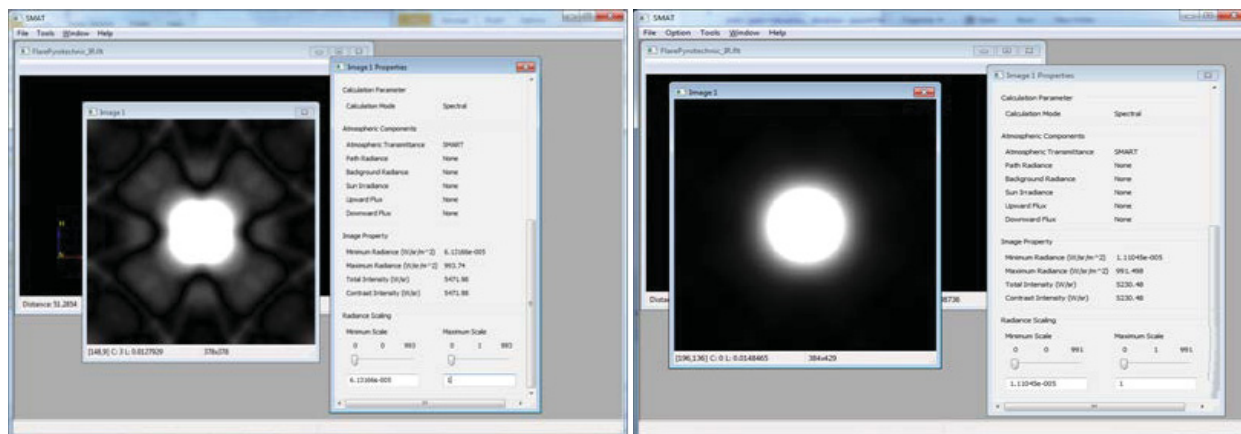 SMAT
File Tools Window Help
FlarePyrotechnic_IR.flt
Image 1
H
Distance: 51.2854
[148,9] C: 3 L: 0.0127929 378x378
Image 1 Properties
Calculation Parameter
Calculation Mode Spectral
Atmospheric Components
Atmospheric Transmittance SMART
Path Radiance None
Background Radiance None
Sun Irradiance None
Upward Flux None
Downward Flux None
Image Property
Minimum Radiance (W/sr/m^2) 6.13166e-005
Maximum Radiance (W/sr/m^2) 993.74
Total Intensity (W/sr) 5471.98
Contrast Intensity (W/sr) 5471.98
Radiance Scaling
Minimum Scale Maximum Scale
0 0 993 0 1 993
6.13166e-005 1
SMAT
File Option Tools Window Help
FlarePyrotechnic_IR.flt
Image 1
[196,136] C: 0 L: 0.0148465 384x429
Image 1 Properties
Calculation Parameter
Calculation Mode Spectral
Atmospheric Components
Atmospheric Transmittance SMART
Path Radiance None
Background Radiance None
Sun Irradiance None
Upward Flux None
Downward Flux None
Image Property
Minimum Radiance (W/sr/m^2) 1.11045e-005
Maximum Radiance (W/sr/m^2) 991.498
Total Intensity (W/sr) 5230.48
Contrast Intensity (W/sr) 5230.48
Radiance Scaling
Minimum Scale Maximum Scale
0 0 991 0 1 991
1.11045e-005 1